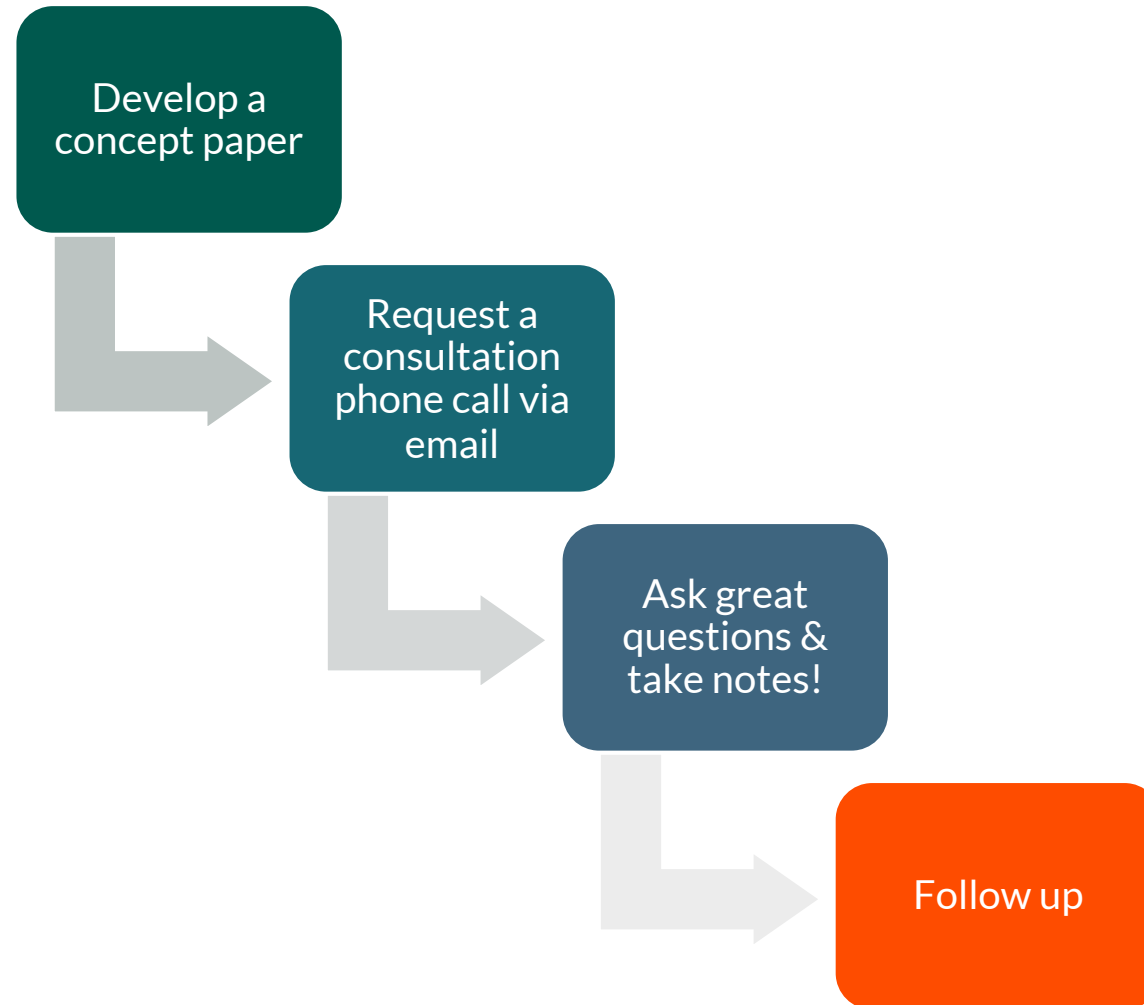 Develop a
concept paper
Request a
consultation
phone call via
email
Ask great
questions &
take notes!
Follow up